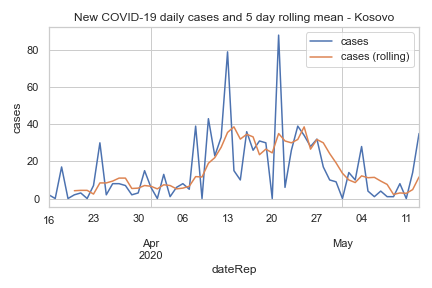 New COVID-19 daily cases and 5 day rolling mean - Kosovo
cases
cases (rolling)
cases
80
60
40
20
0
16 23 30 06 13 20 27 04 11
Apr May
2020
dateRep